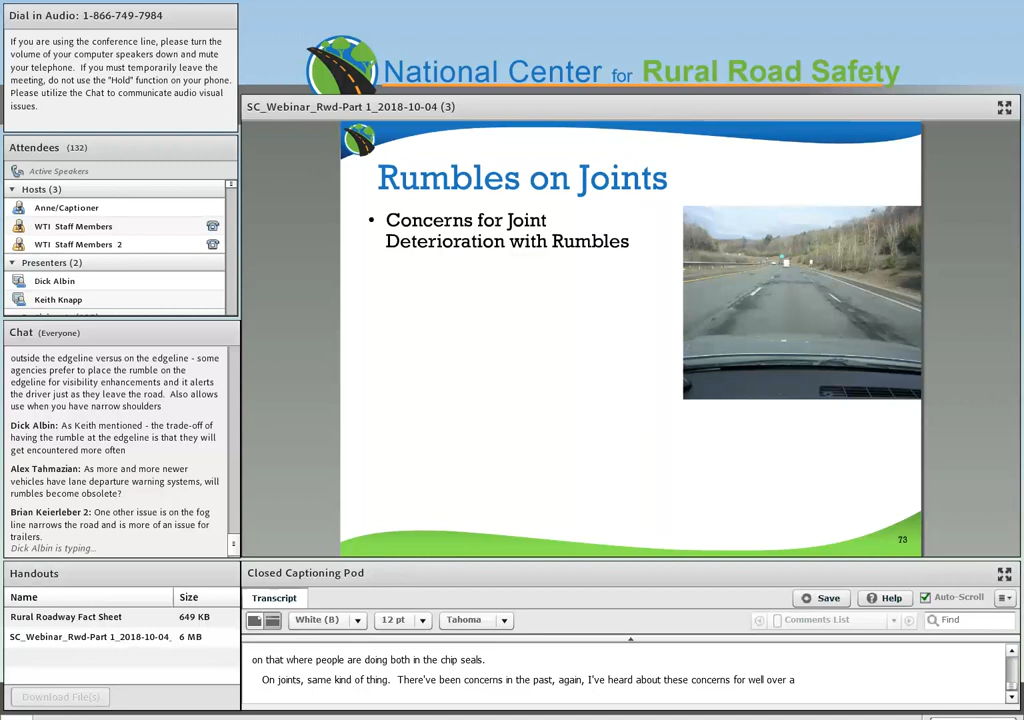 Dial in Audio: 1-866-749-7984
If you are using the conference line, please turn the
volume of your computer speakers down and mute
your telephone. If you must temporarily leave the
meeting, do not use the "Hold" function on your phone.
Please utilize the Chat to communicate audio visual
issues.
Attendees (132)
Active Speakers
Hosts (3)
Anne/Captioner
WTI Staff Members
WTI Staff Members 2
Presenters (2)
Dick Albin
Keith Knapp
Chat (Everyone)
outside the edgeline versus on the edgeline - some
agencies prefer to place the rumble on the
edgeline for visibility enhancements and it alerts
the driver just as they leave the road. Also allows
use when you have narrow shoulders
Dick Albin: As Keith mentioned - the trade-off of
having the rumble at the edgeline is that they will
get encountered more often
Alex Tahmazian: As more and more newer
vehicles have lane departure warning systems, will
rumbles become obsolete?
Brian Keierleber 2: One other issue is on the fog
line narrows the road and is more of an issue for
trailers.
Dick Albin is typing...
Handouts
Name Size
Rural Roadway Fact Sheet 649 KB
SC_Webinar_Rwd-Part 1_2018-10-04_ 6 MB
Download File(s)
National Center for Rural Road Safety
SC_Webinar_Rwd-Part 1_2018-10-04 (3)
Rumbles on Joints
• Concerns for Joint
Deterioration with Rumbles
73
Closed Captioning Pod
Transcript Save Help Auto-Scroll
White (B) 12 pt Tahoma Comments List Find
on that where people are doing both in the chip seals.
On joints, same kind of thing. There've been concerns in the past, again, I've heard about these concerns for well over a